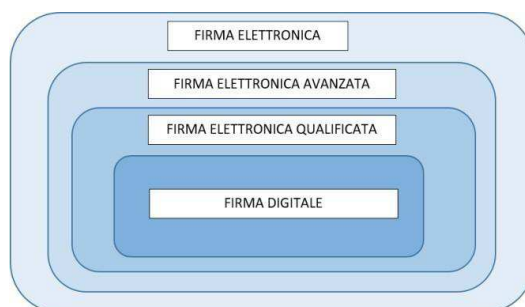 FIRMA ELETTRONICA
FIRMA ELETTRONICA AVANZATA
FIRMA ELETTRONICA QUALIFICATA
FIRMA DIGITALE